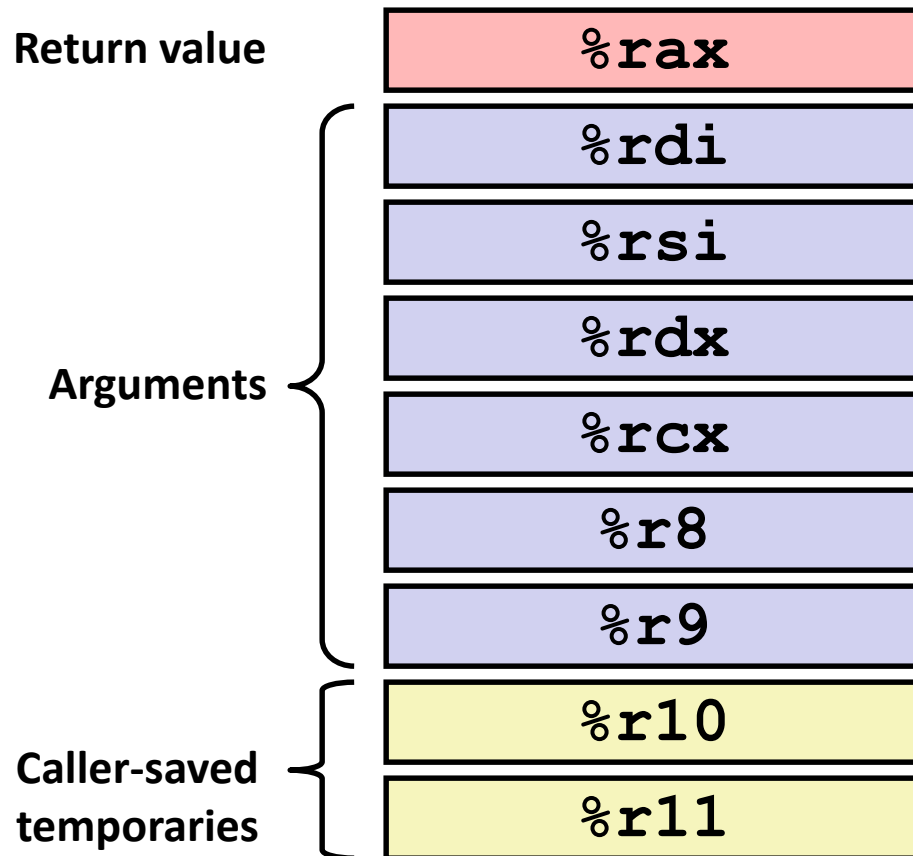 Return value
%rax
%rdi
%rsi
%rdx
Arguments
%rcx
%r8
%r9
%r10
Caller-saved
temporaries
%r11